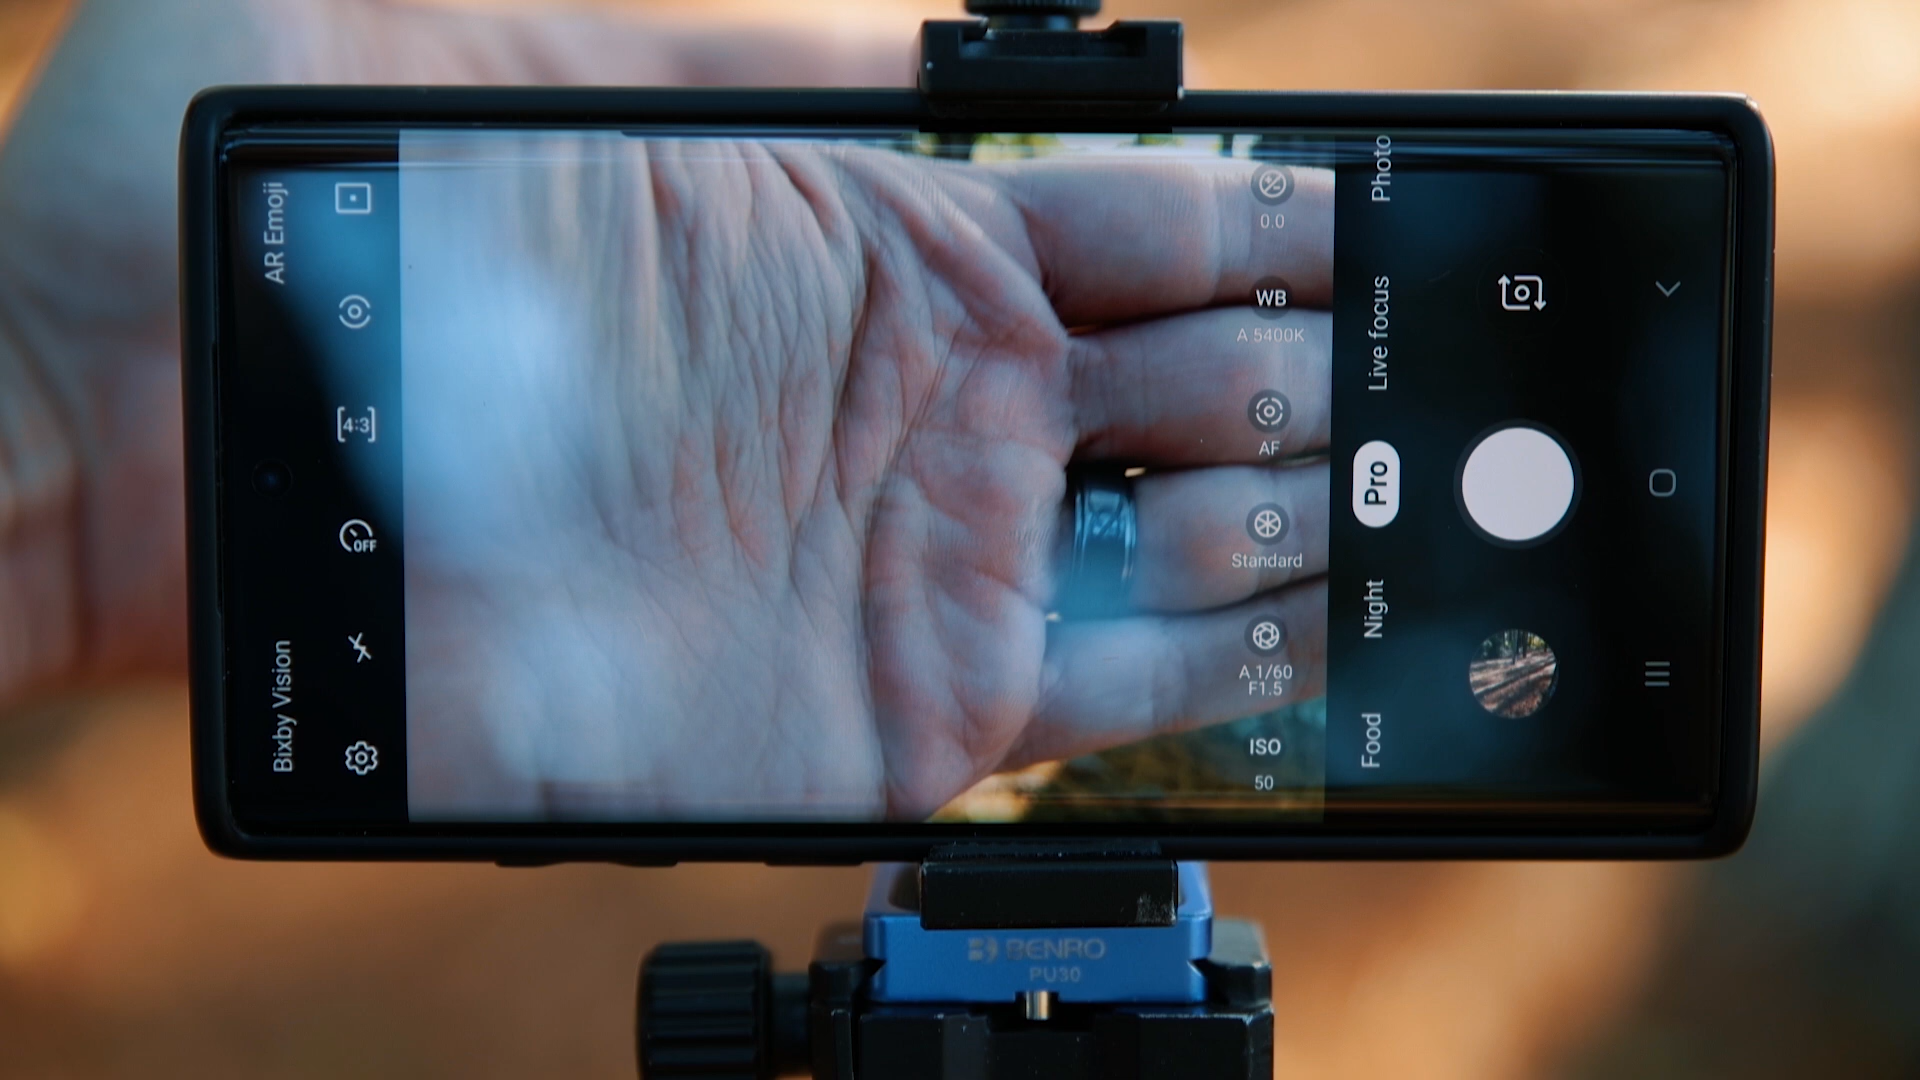 AR Emoji
Bixby Vision
4:3
OFF
0.0
WB
A 5400K
AF
Standard
A 1/60
F1.5
ISO
50
Photo
Live focus
Pro
Night
Food
BENRO
PU30